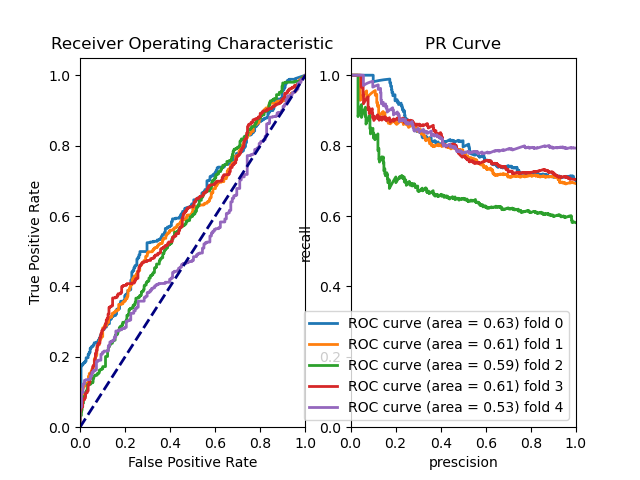 Receiver Operating Characteristic
PR Curve
1.0
0.8
0.6
0.4
0.2
0.0
True Positive Rate
0.0 0.2 0.4 0.6 0.8 1.0
False Positive Rate
1.0
0.8
0.6
0.4
0.2
0.0
recall
0.0 0.2 0.4 0.6 0.8 1.0
prescision
ROC curve (area = 0.63) fold 0
ROC curve (area = 0.61) fold 1
ROC curve (area = 0.59) fold 2
ROC curve (area = 0.61) fold 3
ROC curve (area = 0.53) fold 4